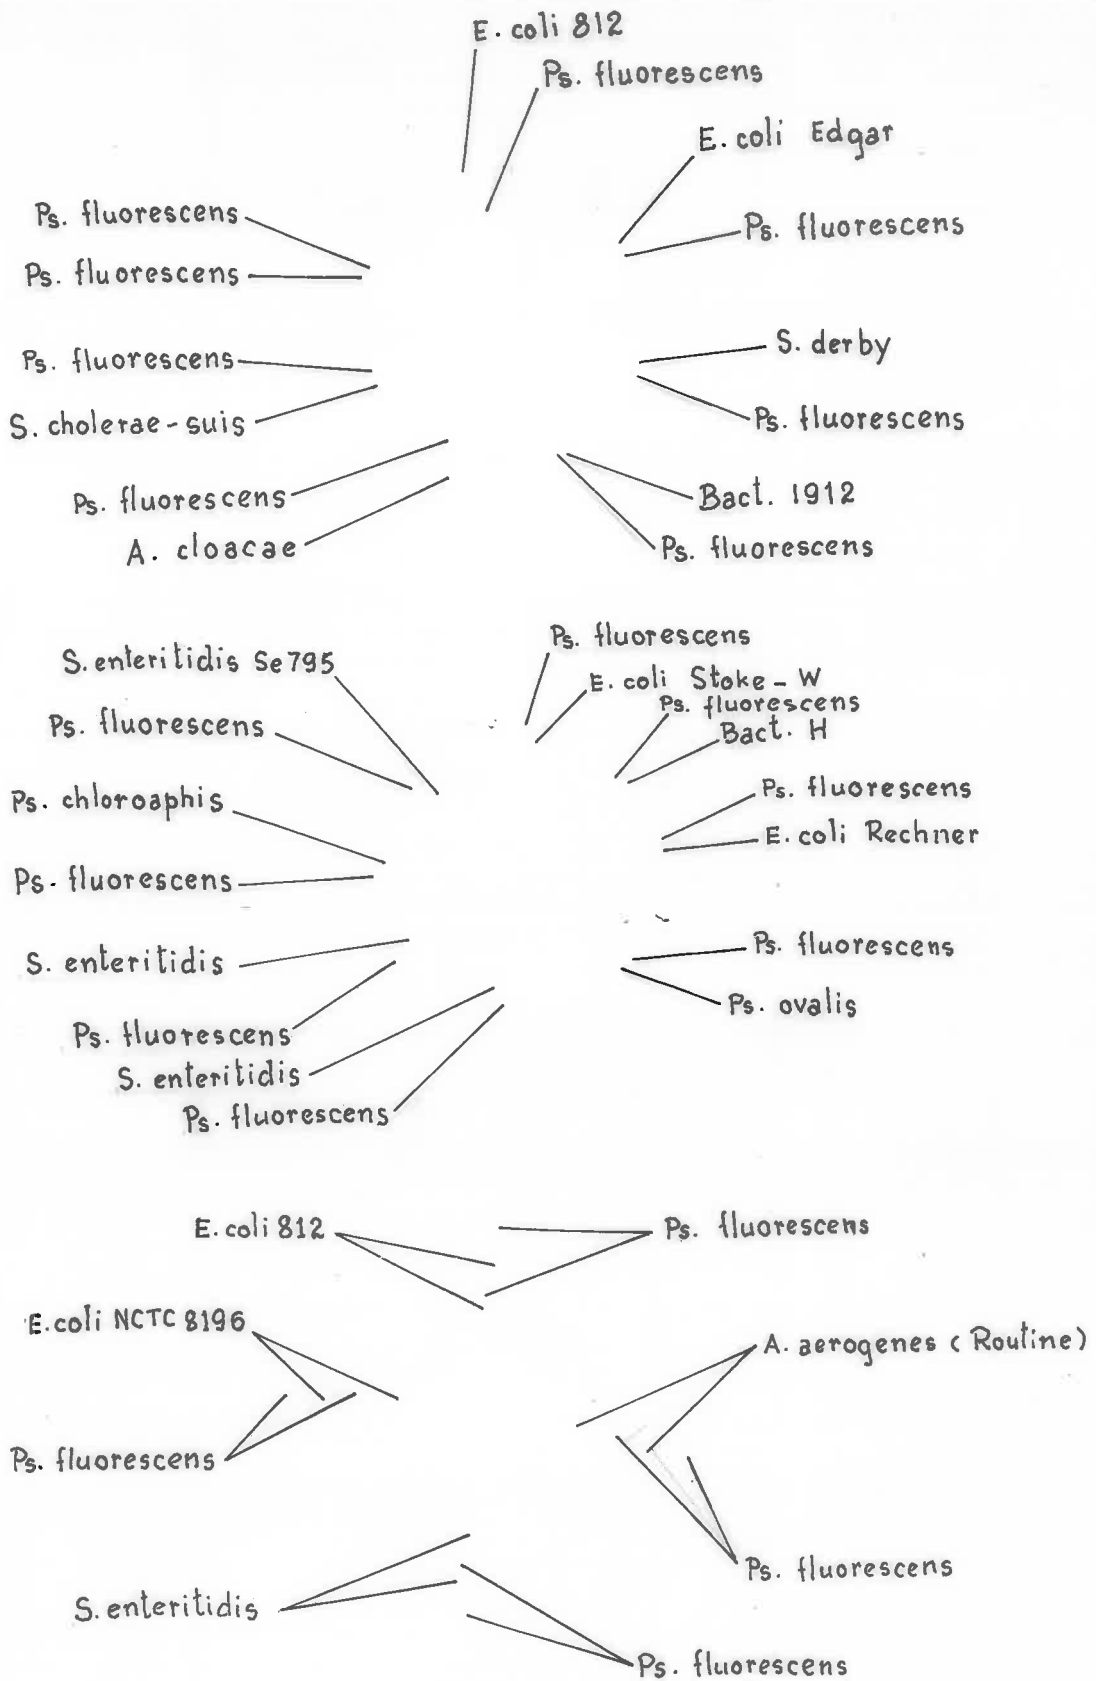 E. coli 812
Ps. fluorescens
E. coli Edgar
Ps. fluorescens
Ps. fluorescens
Ps. fluorescens
Ps. fluorescens
S. derby
S. cholerae-suis
Ps. fluorescens
Ps. fluorescens
Bact. 1912
A. cloacae
Ps. fluorescens
Ps. fluorescens
S. enteritidis Se795
E. coli Stoke-W
Ps. fluorescens
Ps. fluorescens
Bact. H
Ps. chloroaphis
Ps. fluorescens
E. coli Rechner
Ps. fluorescens
S. enteritidis
Ps. fluorescens
Ps. ovalis
Ps. fluorescens
S. enteritidis
Ps. fluorescens
E. coli 812
Ps. fluorescens
E. coli NCTC 8196
A. aerogenes (Routine)
Ps. fluorescens
Ps. fluorescens
S. enteritidis
Ps. fluorescens